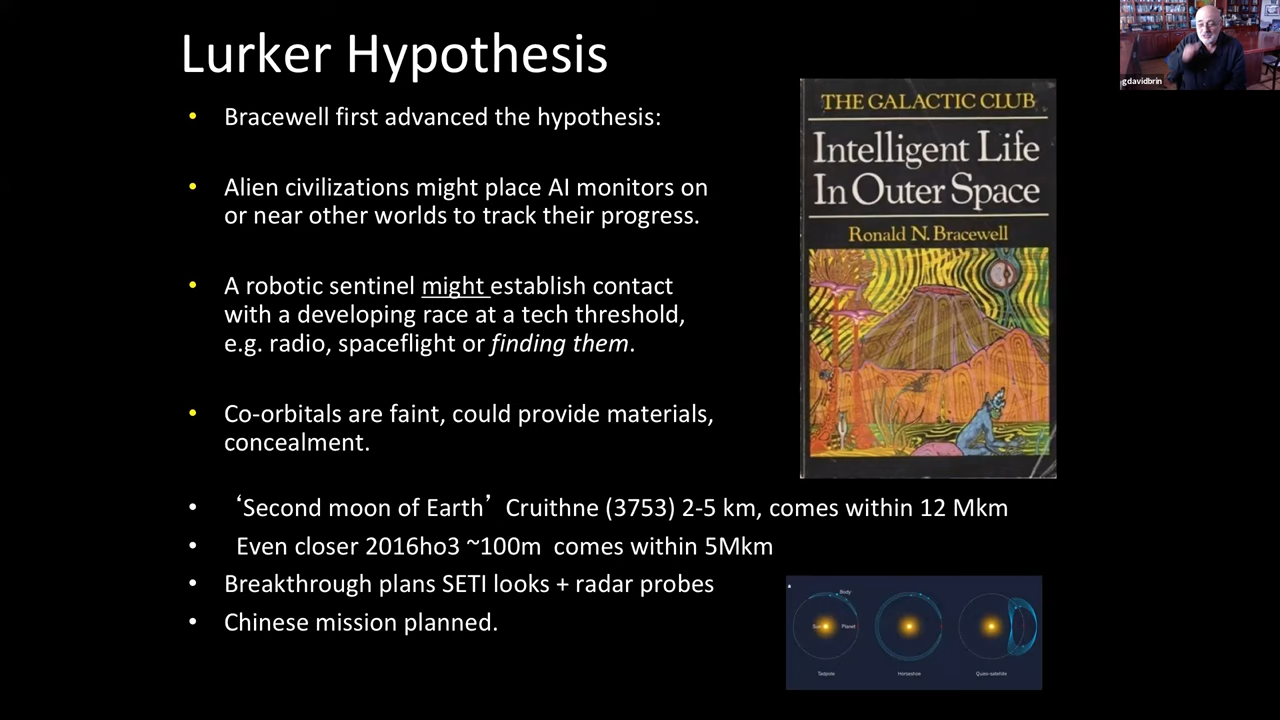 Lurker Hypothesis
gdavidbrin
• Bracewell first advanced the hypothesis:
• Alien civilizations might place AI monitors on
or near other worlds to track their progress.
• A robotic sentinel might establish contact
with a developing race at a tech threshold,
e.g. radio, spaceflight or finding them.
• Co-orbitals are faint, could provide materials,
concealment.
• ‘Second moon of Earth’ Cruithne (3753) 2-5 km, comes within 12 Mkm
• Even closer 2016ho3 ~100m comes within 5Mkm
• Breakthrough plans SETI looks + radar probes
• Chinese mission planned.
THE GALACTIC CLUB
Intelligent Life
In Outer Space
Ronald N. Bracewell
Body
Sun Planet
Tadpole Horseshoe Quasi-satellite